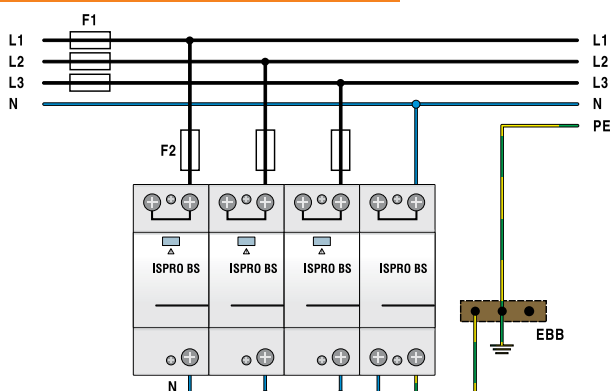 F1
L1 L1
L2 L2
L3 L3
N N
PE
F2
ISPRO BS ISPRO BS ISPRO BS ISPRO BS
EBB
N